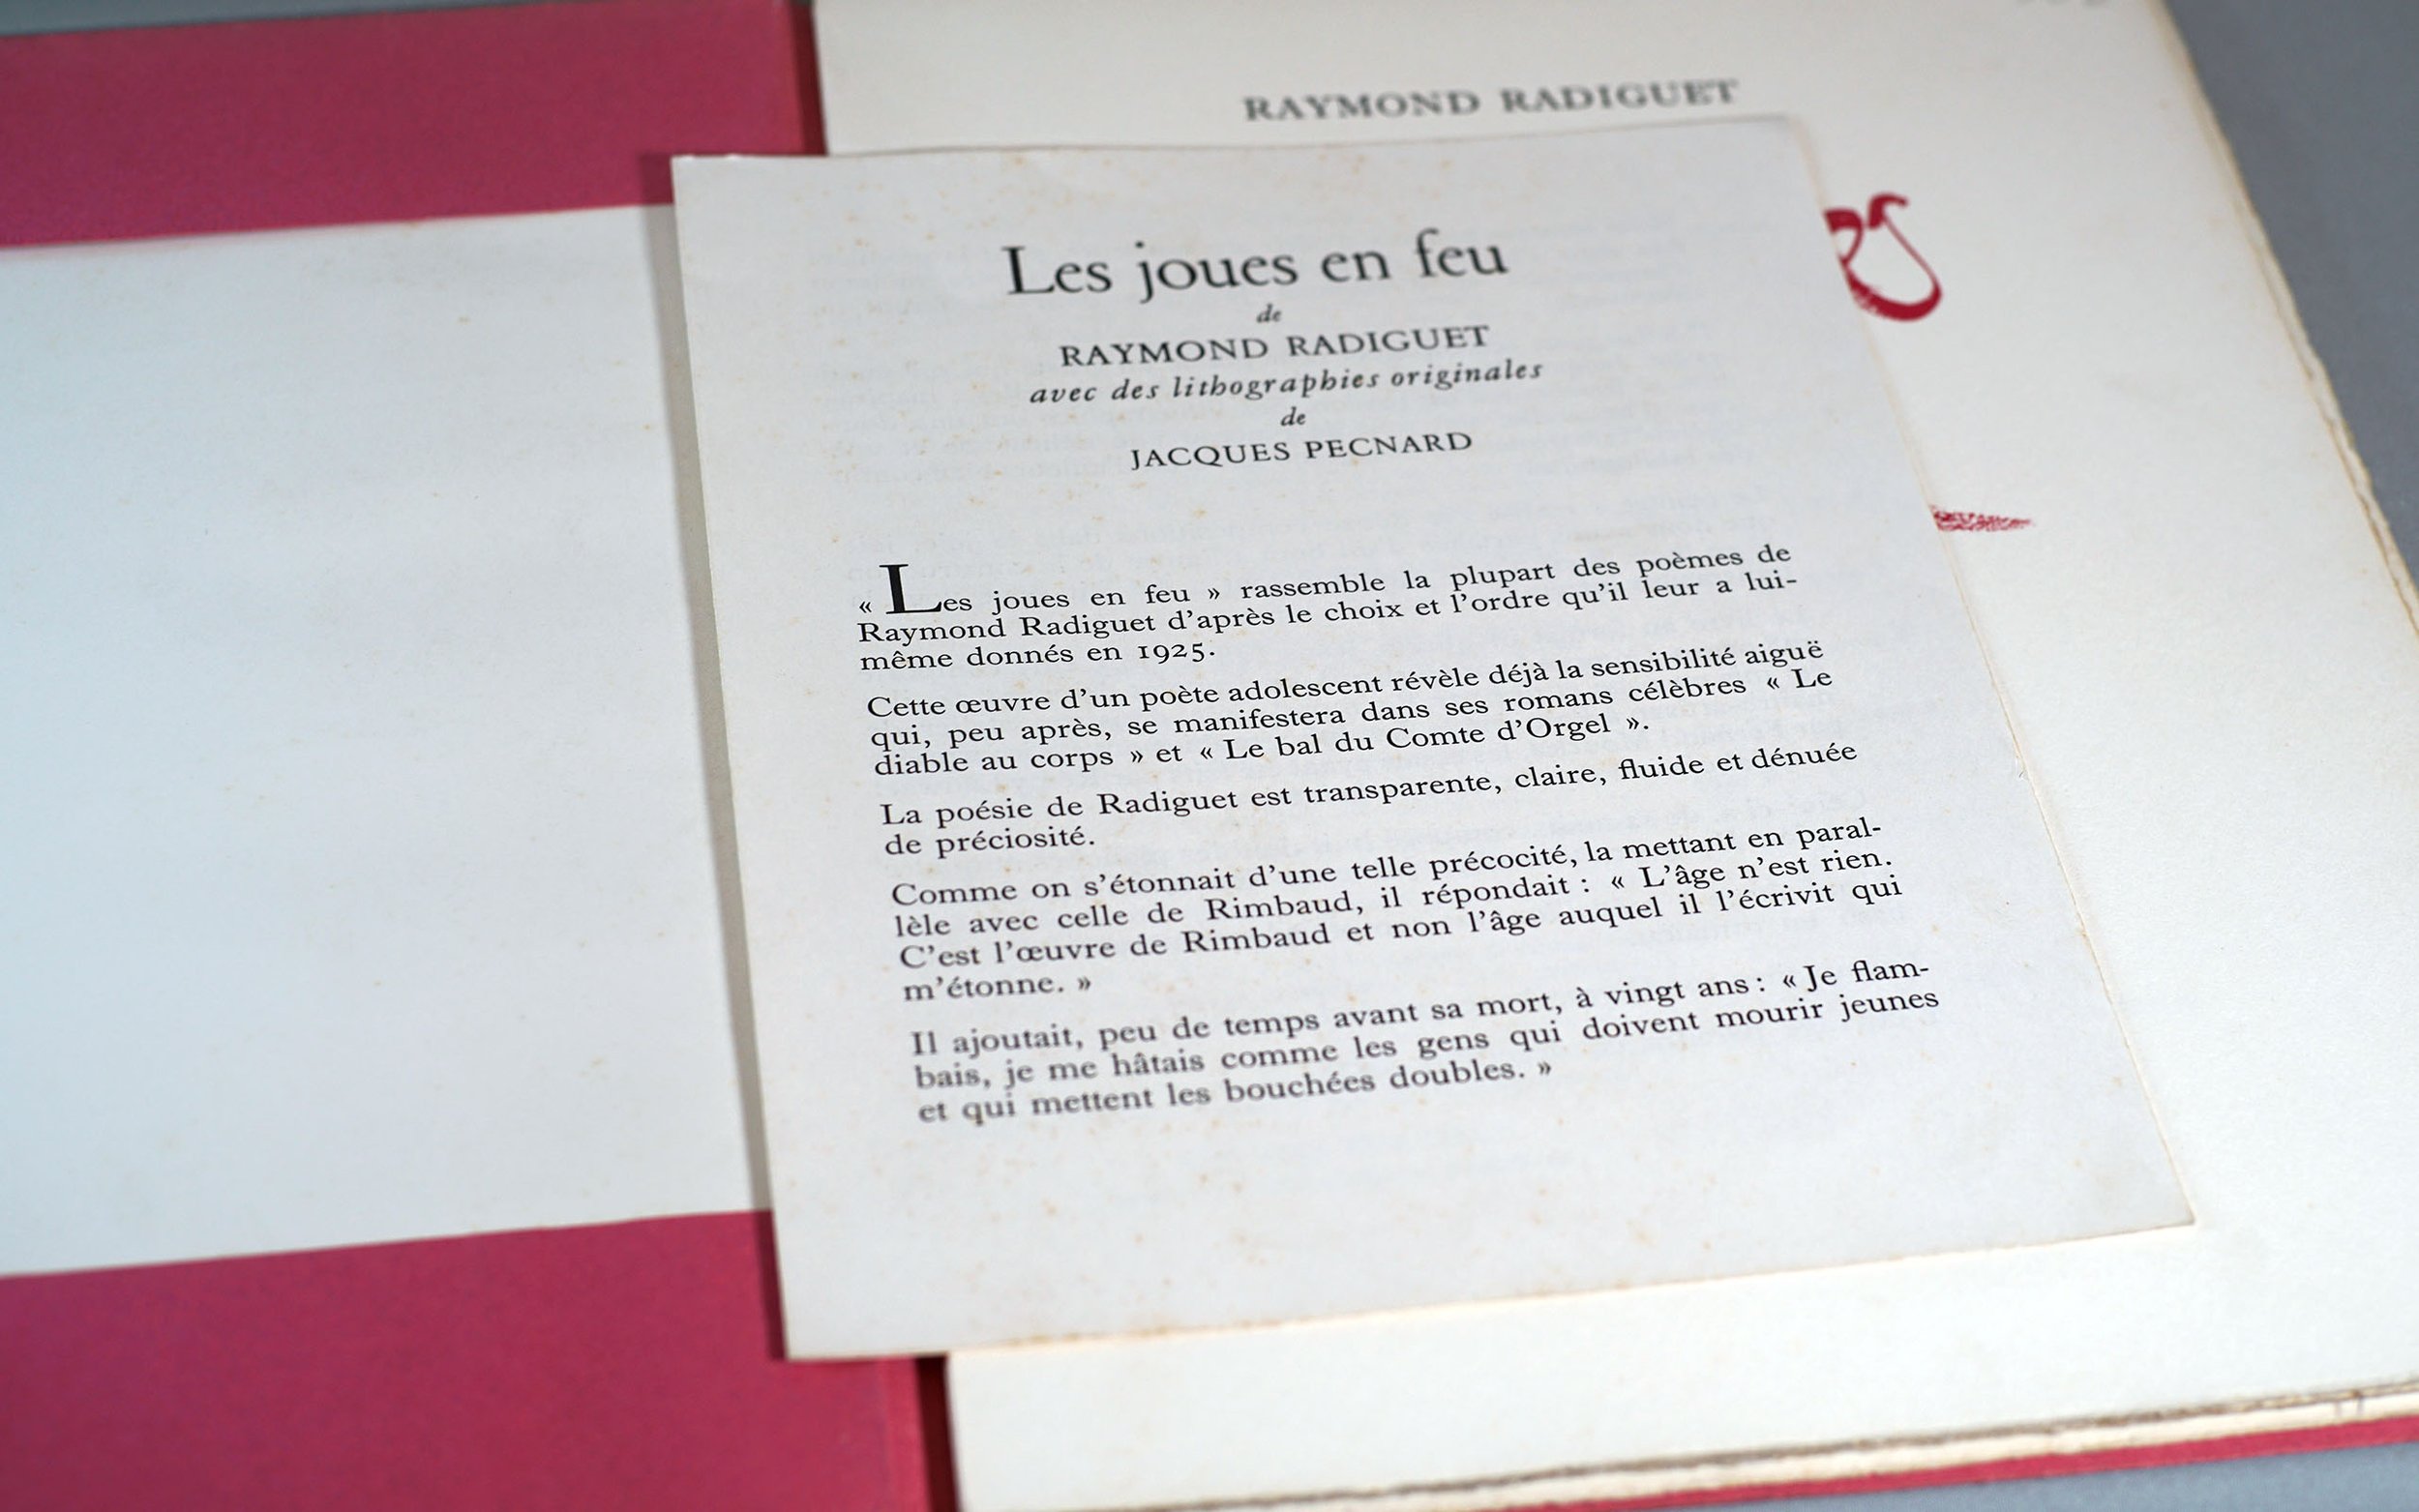 RAYMOND RADIGUET
Les joues en feu
de
RAYMOND RADIGUET
avec des lithographies originales
de
JACQUES PECNARD
« Les joues en feu » rassemble la plupart des poèmes de
Raymond Radiguet d’après le choix et l’ordre qu’il leur a lui-
même donnés en 1925.
Cette œuvre d’un poète adolescent révèle déjà la sensibilité aiguë
qui, peu après, se manifestera dans ses romans célèbres « Le
diable au corps » et « Le bal du Comte d’Orgel ».
La poésie de Radiguet est transparente, claire, fluide et dénuée
de préciosité.
Comme on s’étonnait d’une telle précocité, la mettant en paral-
lèle avec celle de Rimbaud, il répondait : « L’âge n’est rien.
C’est l’œuvre de Rimbaud et non l’âge auquel il l’écrivit qui
m’étonne. »
Il ajoutait, peu de temps avant sa mort, à vingt ans : « Je flam-
bais, je me hâtais comme les gens qui doivent mourir jeunes
et qui mettent les bouchées doubles. »